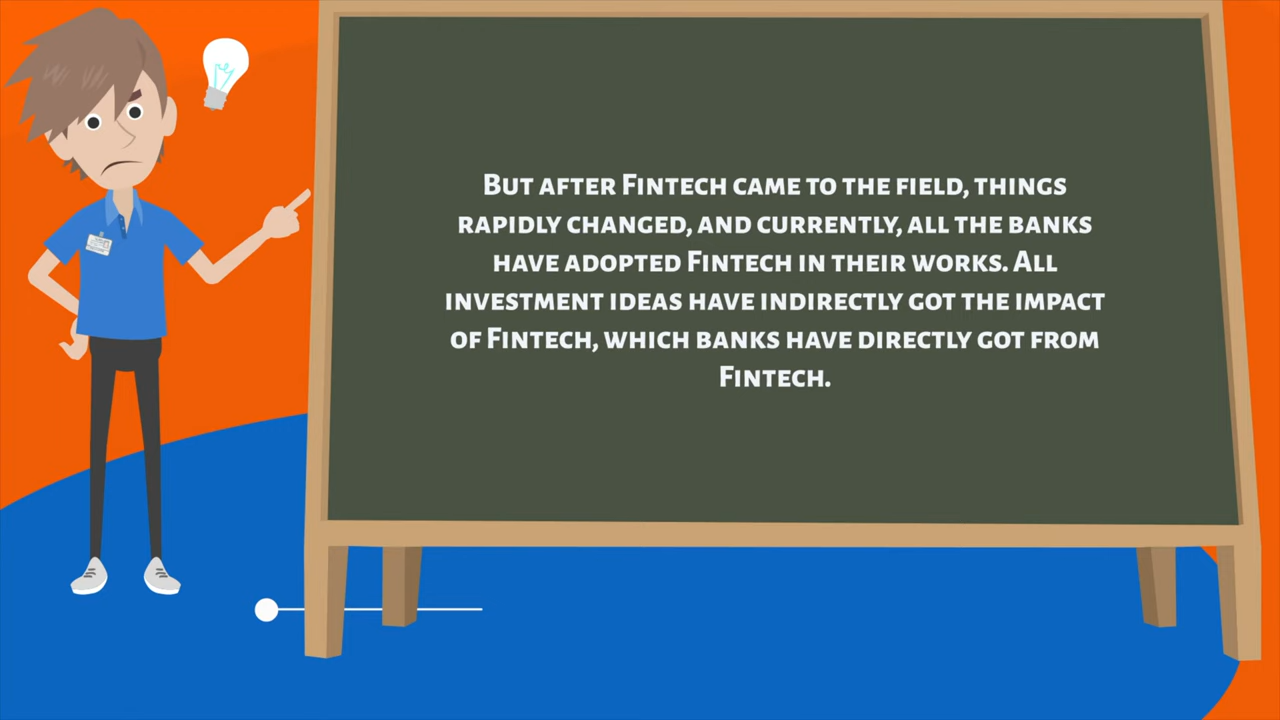 But after Fintech came to the field, things
rapidly changed, and currently, all the banks
have adopted Fintech in their works. All
investment ideas have indirectly got the impact
of Fintech, which banks have directly got from
Fintech.